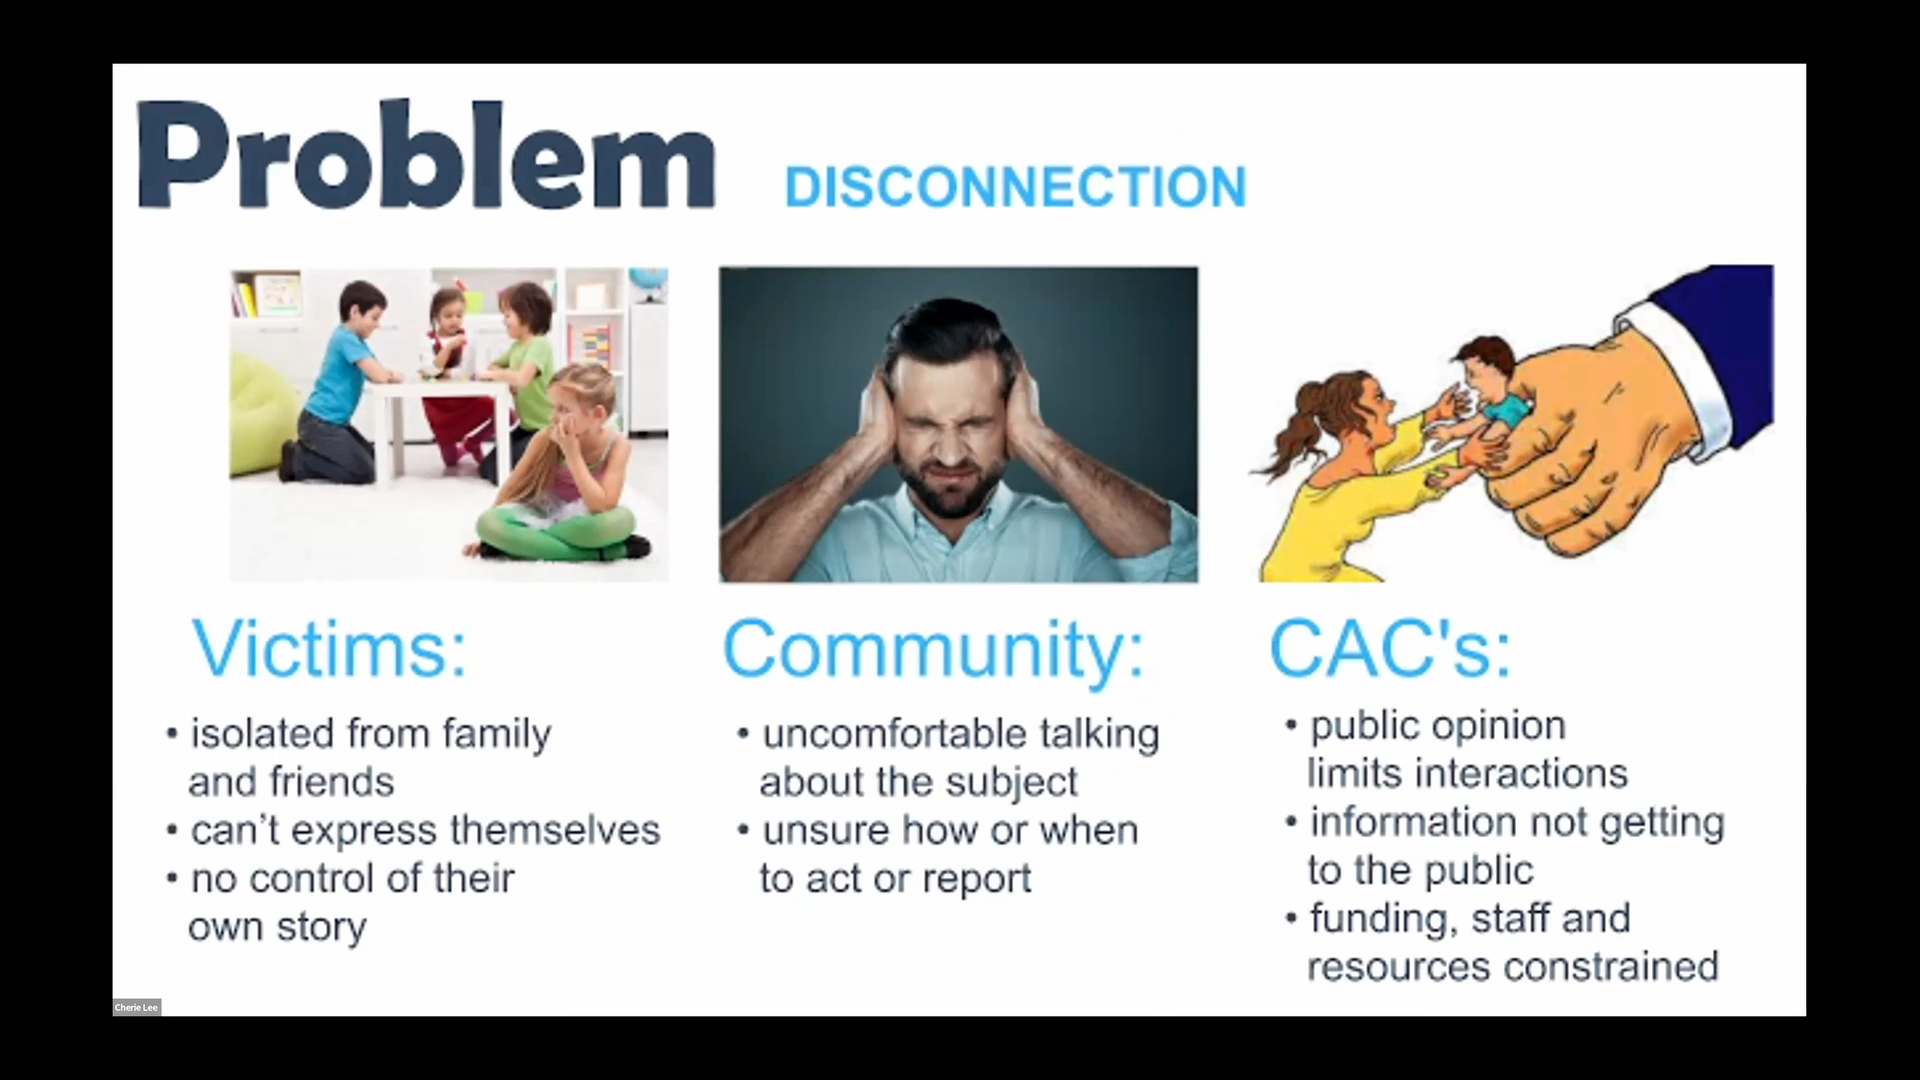 Problem
DISCONNECTION
Victims:
• isolated from family
and friends
• can’t express themselves
• no control of their
own story
Community:
• uncomfortable talking
about the subject
• unsure how or when
to act or report
CAC's:
• public opinion
limits interactions
• information not getting
to the public
• funding, staff and
resources constrained
Cherie Lee